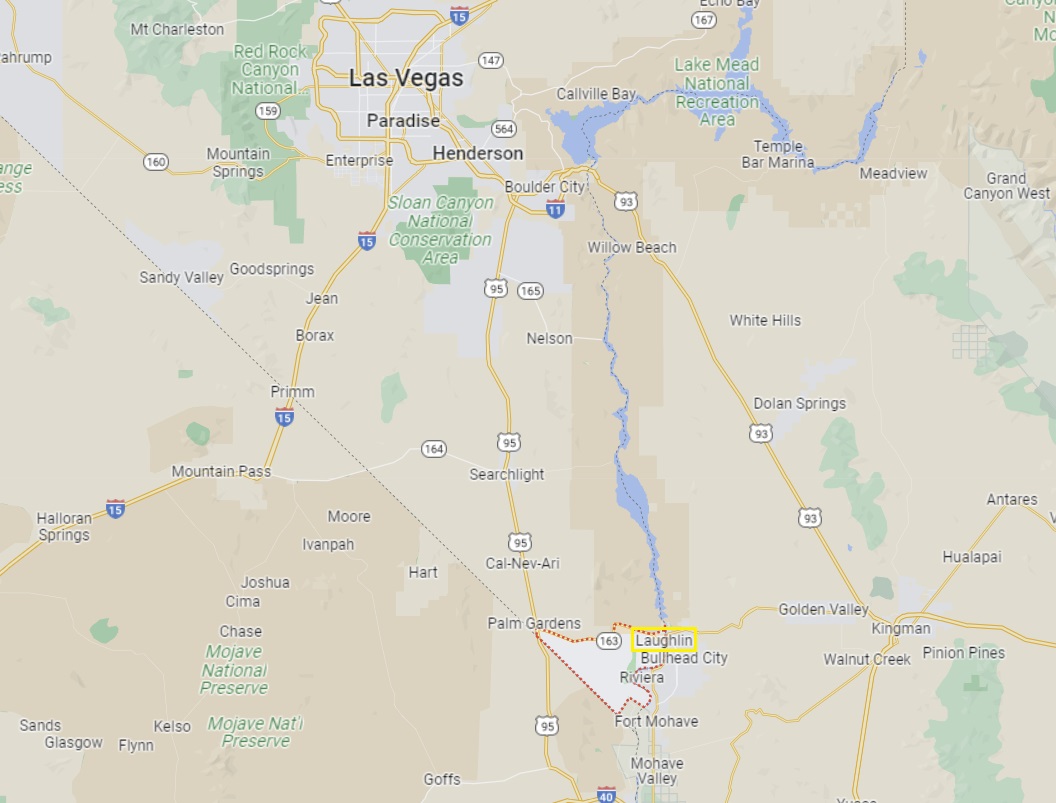 Echo Bay
Mt Charleston
15
167
ahrump
Red Rock
Canyon
National...
147
Las Vegas
Lake Mead
National
Recreation
Area
Callville Bay
159
Paradise
564
160
Mountain
Springs
Enterprise
Henderson
Temple
Bar Marina
Meadview
Grand
Canyon West
ange
ess
Boulder City
Sloan Canyon
National
Conservation
Area
11
93
15
Willow Beach
Sandy Valley
Goodsprings
95
165
Jean
White Hills
Borax
Nelson
Primm
Dolan Springs
15
164
95
93
Mountain Pass
Searchlight
15
Halloran
Springs
Moore
93
Antares
Ivanpah
95
Cal-Nev-Ari
Hualapai
Hart
Joshua
Cima
Golden Valley
Chase
Palm Gardens
163
Laughlin
Kingman
Mojave
National
Preserve
Bullhead City
Walnut Creek
Pinion Pines
Riviera
Sands
Kelso
Mojave Nat'l
Preserve
95
Fort Mohave
Glasgow
Flynn
Goffs
Mohave
Valley
40